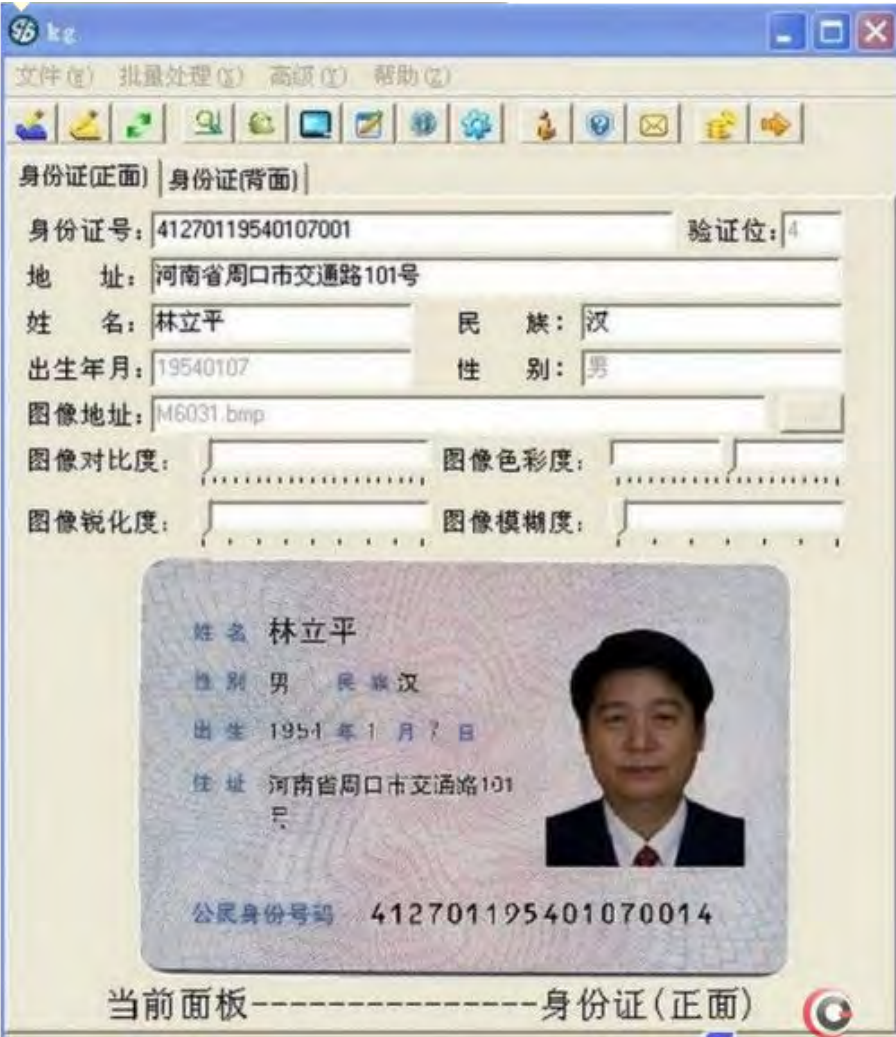 kg
文件(W) 批量处理(X) 高级(Y) 帮助(Z)
身份证(正面) 身份证(背面)
身份证号: 41270119540107001 验证位: 4
地 址: 河南省周口市交通路101号
姓 名: 林立平 民 族: 汉
出生年月: 19540107 性 别: 男
图像地址: M6031.bmp
图像对比度: 图像色彩度:
图像锐化度: 图像模糊度:
姓名 林立平
性别 男 民族 汉
出生 1954 年 1 月 7 日
住址 河南省周口市交通路101
号
公民身份号码 412701195401070014
当前面板---------------身份证(正面)